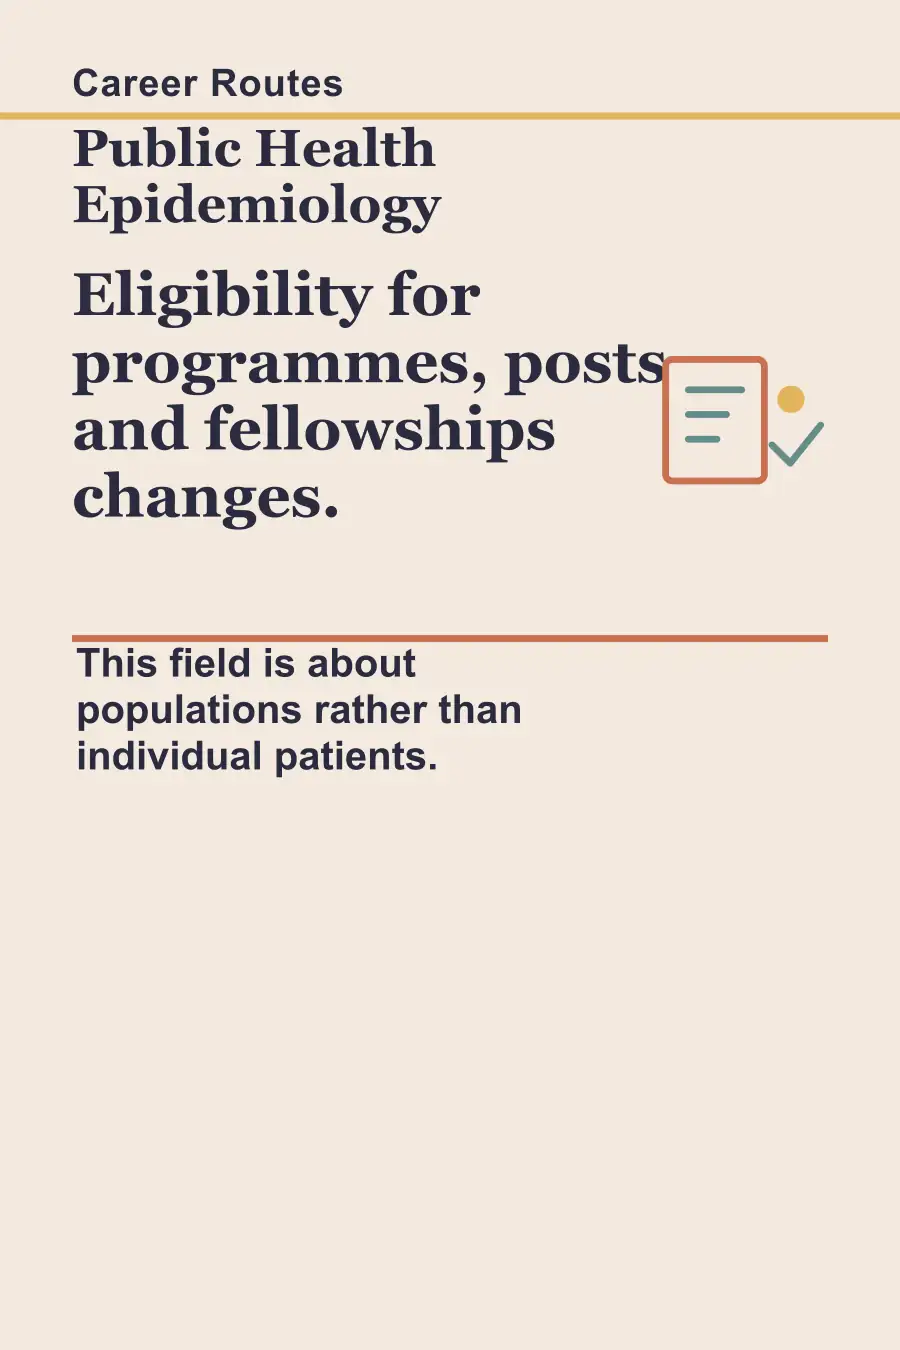 Career Routes
Public Health
Epidemiology
Eligibility for
programmes, posts
and fellowships
changes.
This field is about
populations rather than
individual patients.